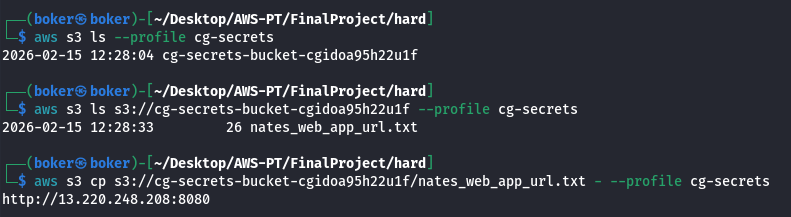 ┌──(boker㉿boker)-[~/Desktop/AWS-PT/FinalProject/hard]
└─$ aws s3 ls --profile cg-secrets
2026-02-15 12:28:04 cg-secrets-bucket-cgidoa95h22u1f

┌──(boker㉿boker)-[~/Desktop/AWS-PT/FinalProject/hard]
└─$ aws s3 ls s3://cg-secrets-bucket-cgidoa95h22u1f --profile cg-secrets
2026-02-15 12:28:33         26 nates_web_app_url.txt

┌──(boker㉿boker)-[~/Desktop/AWS-PT/FinalProject/hard]
└─$ aws s3 cp s3://cg-secrets-bucket-cgidoa95h22u1f/nates_web_app_url.txt - --profile cg-secrets
http://13.220.248.208:8080